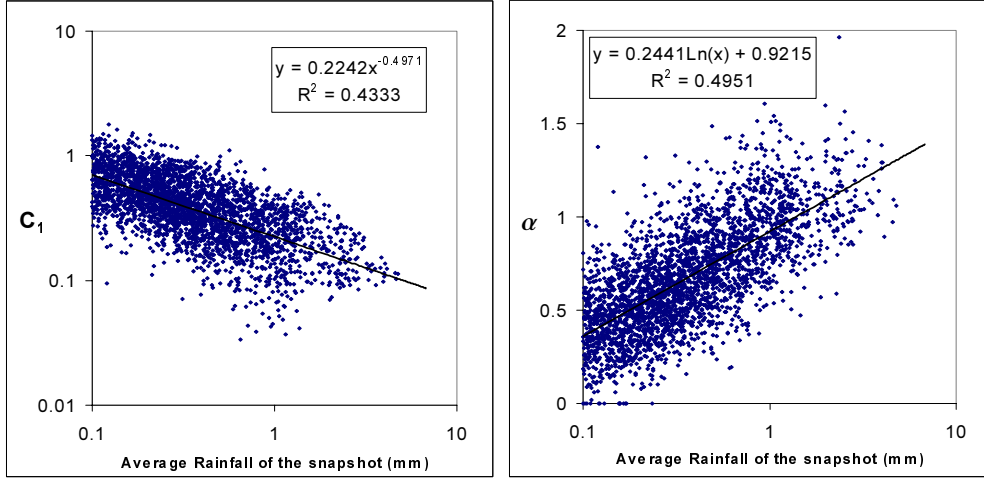 10
1
0.1
0.01
C₁
y = 0.2242x⁻⁰·⁴⁹⁷¹
R² = 0.4333
0.1 1 10
Average Rainfall of the snapshot (mm)
2
1.5
1
0.5
0
α
y = 0.2441Ln(x) + 0.9215
R² = 0.4951
0.1 1 10
Average Rainfall of the snapshot (mm)